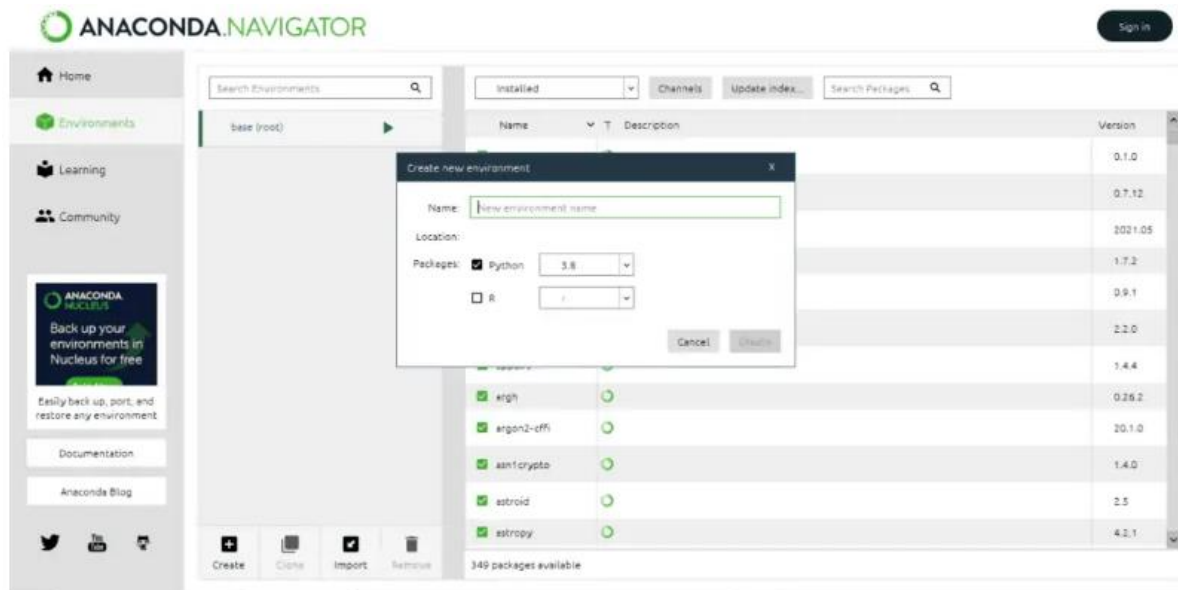 ANACONDA.NAVIGATOR
Sign in
Home
Environments
Learning
Community
ANACONDA
NUCLEUS
Back up your
environments in
Nucleus for free
Easily back up, port, and
restore any environment
Documentation
Anaconda Blog
Search Environments
base (root)
Create
Clone
Import
Remove
Installed
Channels
Update index...
Search Packages
Name
T
Description
Version
0.1.0
0.7.12
2021.05
1.7.2
0.9.1
2.2.0
1.4.4
Create new environment
X
Name:
New environment name
Location:
Packages:
Python
3.8
R
r
Cancel
Create
argh
0.26.2
argon2-cffi
20.1.0
asn1crypto
1.4.0
astroid
2.5
astropy
4.2.1
349 packages available
You
Tube